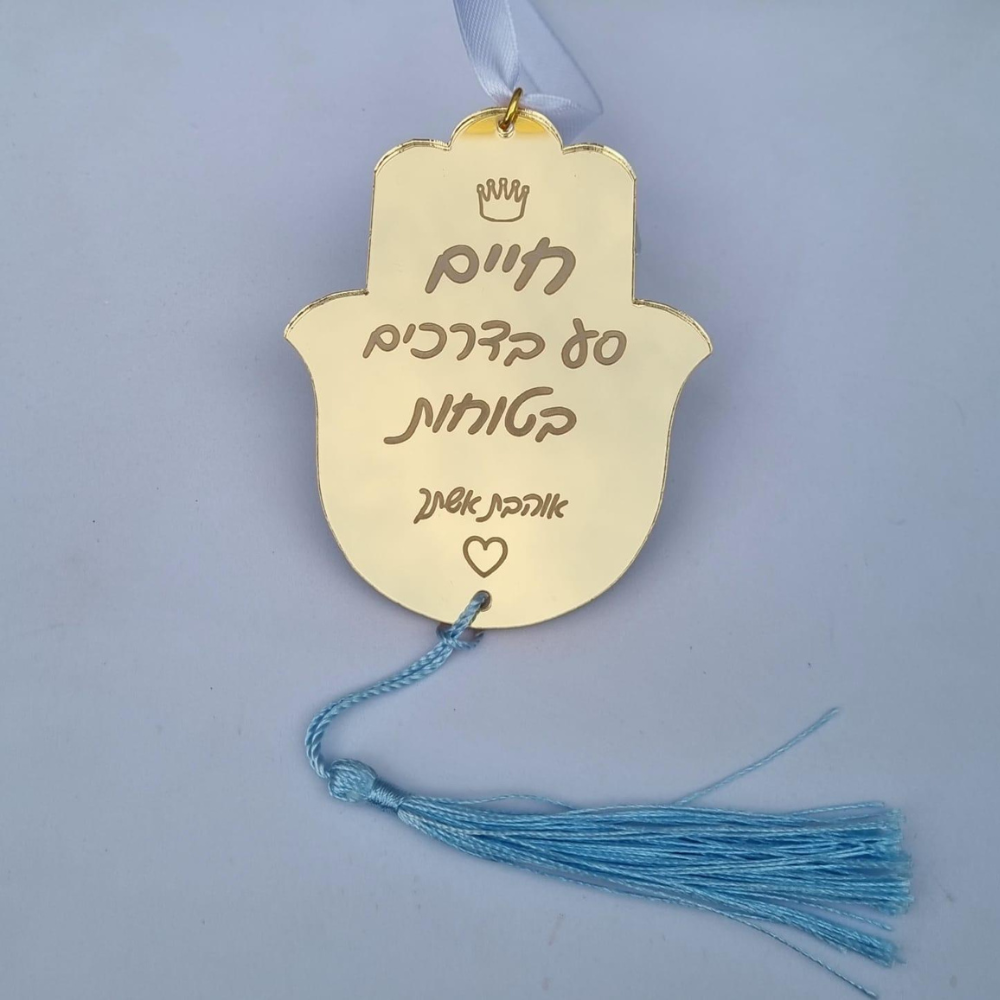 חיים
סע בדרכים
בטוחות
אוהבת אשתך